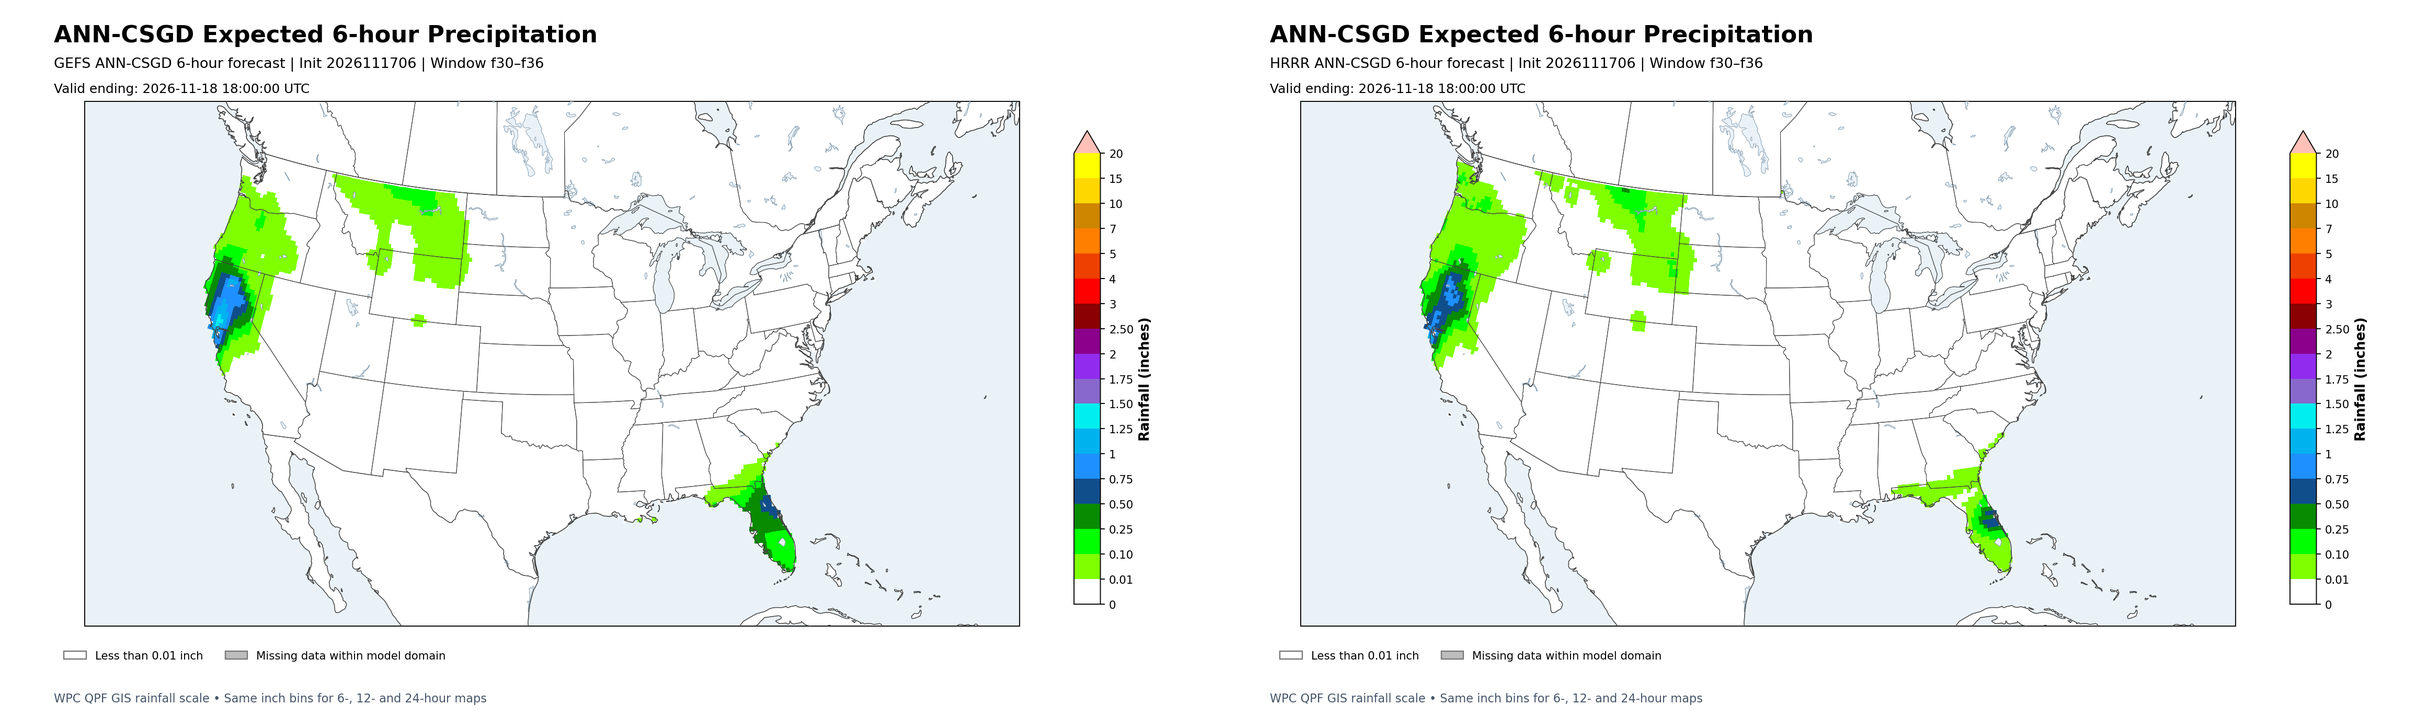 ANN-CSGD Expected 6-hour Precipitation
GEFS ANN-CSGD 6-hour forecast | Init 2026111706 | Window f30–f36
Valid ending: 2026-11-18 18:00:00 UTC
20
15
10
7
5
4
3
2.50
2
1.75
1.50
1.25
1
0.75
0.50
0.25
0.10
0.01
0
Rainfall (inches)
Less than 0.01 inch
Missing data within model domain
WPC QPF GIS rainfall scale • Same inch bins for 6-, 12- and 24-hour maps
ANN-CSGD Expected 6-hour Precipitation
HRRR ANN-CSGD 6-hour forecast | Init 2026111706 | Window f30–f36
Valid ending: 2026-11-18 18:00:00 UTC
20
15
10
7
5
4
3
2.50
2
1.75
1.50
1.25
1
0.75
0.50
0.25
0.10
0.01
0
Rainfall (inches)
Less than 0.01 inch
Missing data within model domain
WPC QPF GIS rainfall scale • Same inch bins for 6-, 12- and 24-hour maps